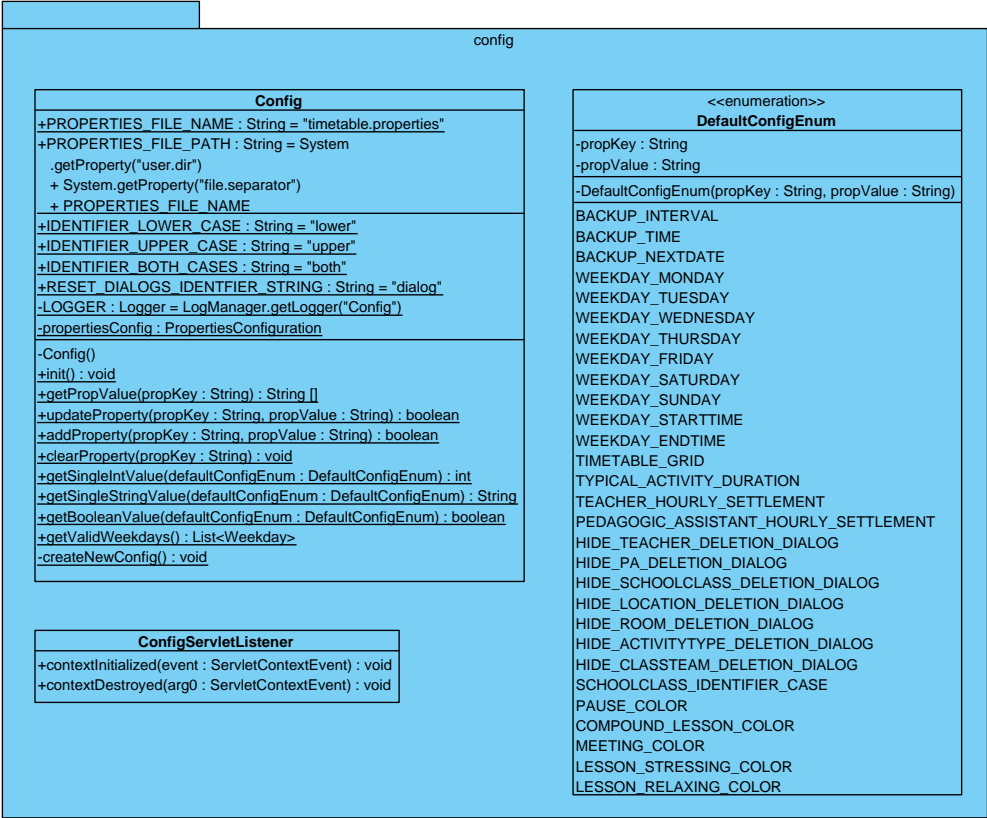 config
Config
+PROPERTIES_FILE_NAME : String = "timetable.properties"
+PROPERTIES_FILE_PATH : String = System
.getProperty("user.dir")
+ System.getProperty("file.separator")
+ PROPERTIES_FILE_NAME
+IDENTIFIER_LOWER_CASE : String = "lower"
+IDENTIFIER_UPPER_CASE : String = "upper"
+IDENTIFIER_BOTH_CASES : String = "both"
+RESET_DIALOGS_IDENTFIER_STRING : String = "dialog"
-LOGGER : Logger = LogManager.getLogger("Config")
-propertiesConfig : PropertiesConfiguration
-Config()
+init() : void
+getPropValue(propKey : String) : String []
+updateProperty(propKey : String, propValue : String) : boolean
+addProperty(propKey : String, propValue : String) : boolean
+clearProperty(propKey : String) : void
+getSingleIntValue(defaultConfigEnum : DefaultConfigEnum) : int
+getSingleStringValue(defaultConfigEnum : DefaultConfigEnum) : String
+getBooleanValue(defaultConfigEnum : DefaultConfigEnum) : boolean
+getValidWeekdays() : List<Weekday>
-createNewConfig() : void
ConfigServletListener
+contextInitialized(event : ServletContextEvent) : void
+contextDestroyed(arg0 : ServletContextEvent) : void
<<enumeration>>
DefaultConfigEnum
-propKey : String
-propValue : String
-DefaultConfigEnum(propKey : String, propValue : String)
BACKUP_INTERVAL
BACKUP_TIME
BACKUP_NEXTDATE
WEEKDAY_MONDAY
WEEKDAY_TUESDAY
WEEKDAY_WEDNESDAY
WEEKDAY_THURSDAY
WEEKDAY_FRIDAY
WEEKDAY_SATURDAY
WEEKDAY_SUNDAY
WEEKDAY_STARTTIME
WEEKDAY_ENDTIME
TIMETABLE_GRID
TYPICAL_ACTIVITY_DURATION
TEACHER_HOURLY_SETTLEMENT
PEDAGOGIC_ASSISTANT_HOURLY_SETTLEMENT
HIDE_TEACHER_DELETION_DIALOG
HIDE_PA_DELETION_DIALOG
HIDE_SCHOOLCLASS_DELETION_DIALOG
HIDE_LOCATION_DELETION_DIALOG
HIDE_ROOM_DELETION_DIALOG
HIDE_ACTIVITYTYPE_DELETION_DIALOG
HIDE_CLASSTEAM_DELETION_DIALOG
SCHOOLCLASS_IDENTIFIER_CASE
PAUSE_COLOR
COMPOUND_LESSON_COLOR
MEETING_COLOR
LESSON_STRESSING_COLOR
LESSON_RELAXING_COLOR